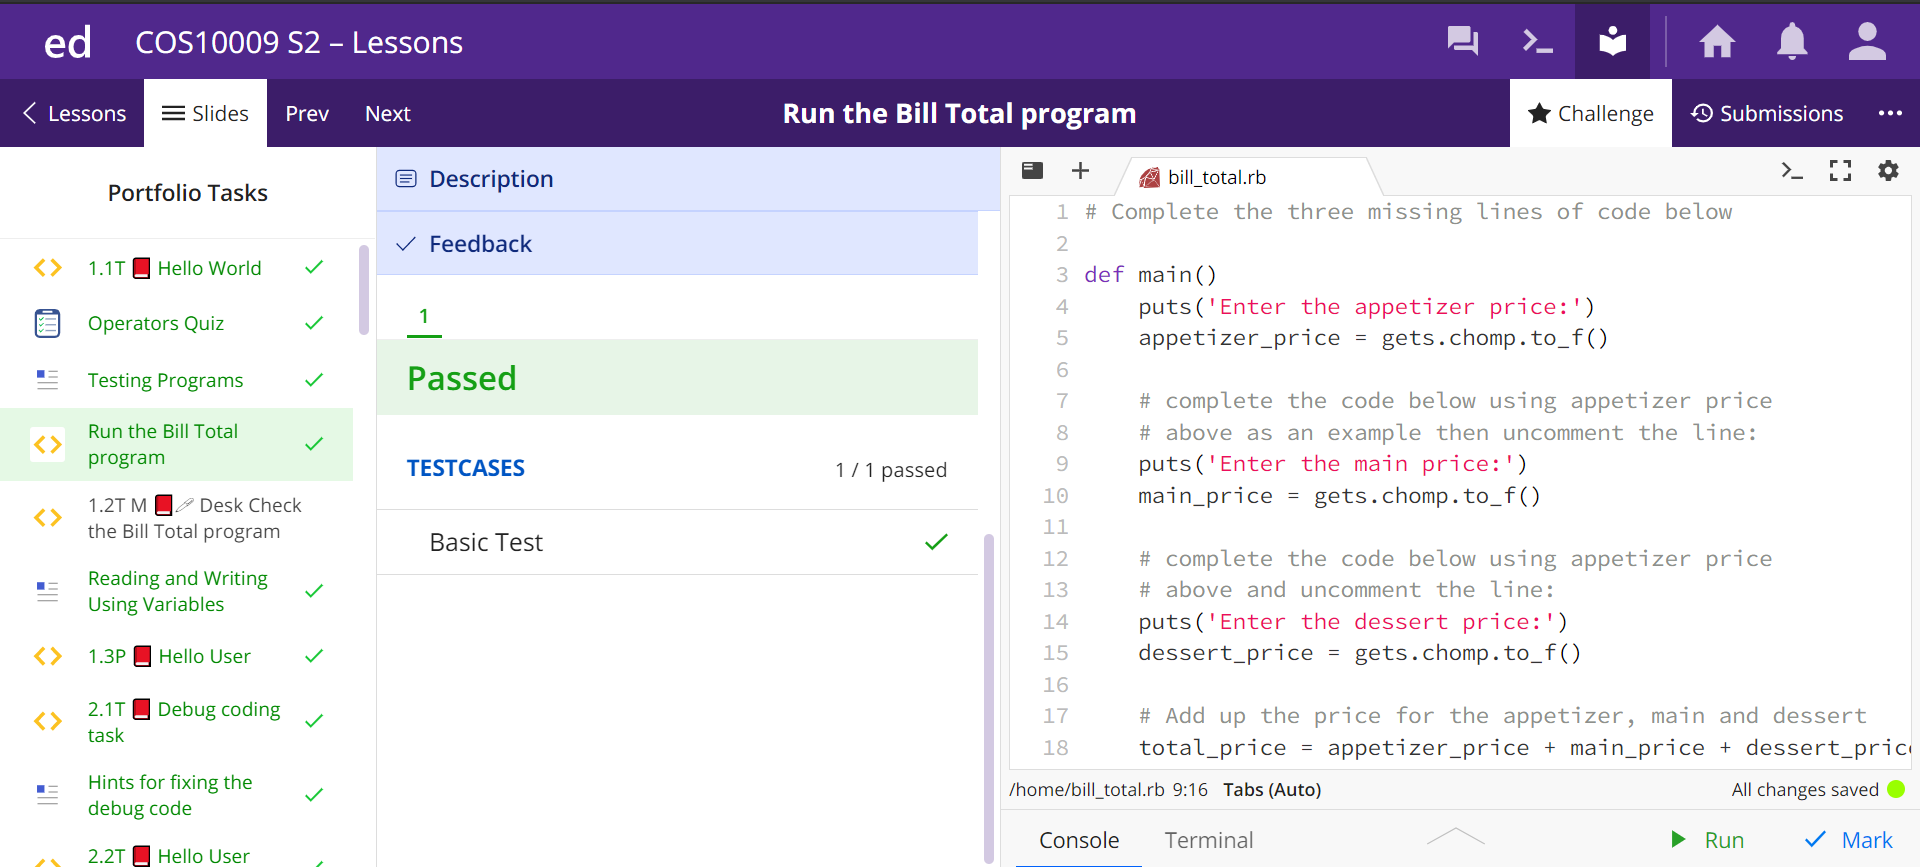 ed COS10009 S2 – Lessons
Lessons Slides Prev Next Run the Bill Total program Challenge Submissions
Portfolio Tasks
1.1T Hello World
Operators Quiz
Testing Programs
Run the Bill Total
program
1.2T M Desk Check
the Bill Total program
Reading and Writing
Using Variables
1.3P Hello User
2.1T Debug coding
task
Hints for fixing the
debug code
2.2T Hello User
Description
Feedback
1
Passed
TESTCASES 1 / 1 passed
Basic Test
bill_total.rb
1 # Complete the three missing lines of code below
2
3 def main()
4 puts('Enter the appetizer price:')
5 appetizer_price = gets.chomp.to_f()
6
7 # complete the code below using appetizer price
8 # above as an example then uncomment the line:
9 puts('Enter the main price:')
10 main_price = gets.chomp.to_f()
11
12 # complete the code below using appetizer price
13 # above and uncomment the line:
14 puts('Enter the dessert price:')
15 dessert_price = gets.chomp.to_f()
16
17 # Add up the price for the appetizer, main and dessert
18 total_price = appetizer_price + main_price + dessert_pric
/home/bill_total.rb 9:16 Tabs (Auto) All changes saved
Console Terminal Run Mark